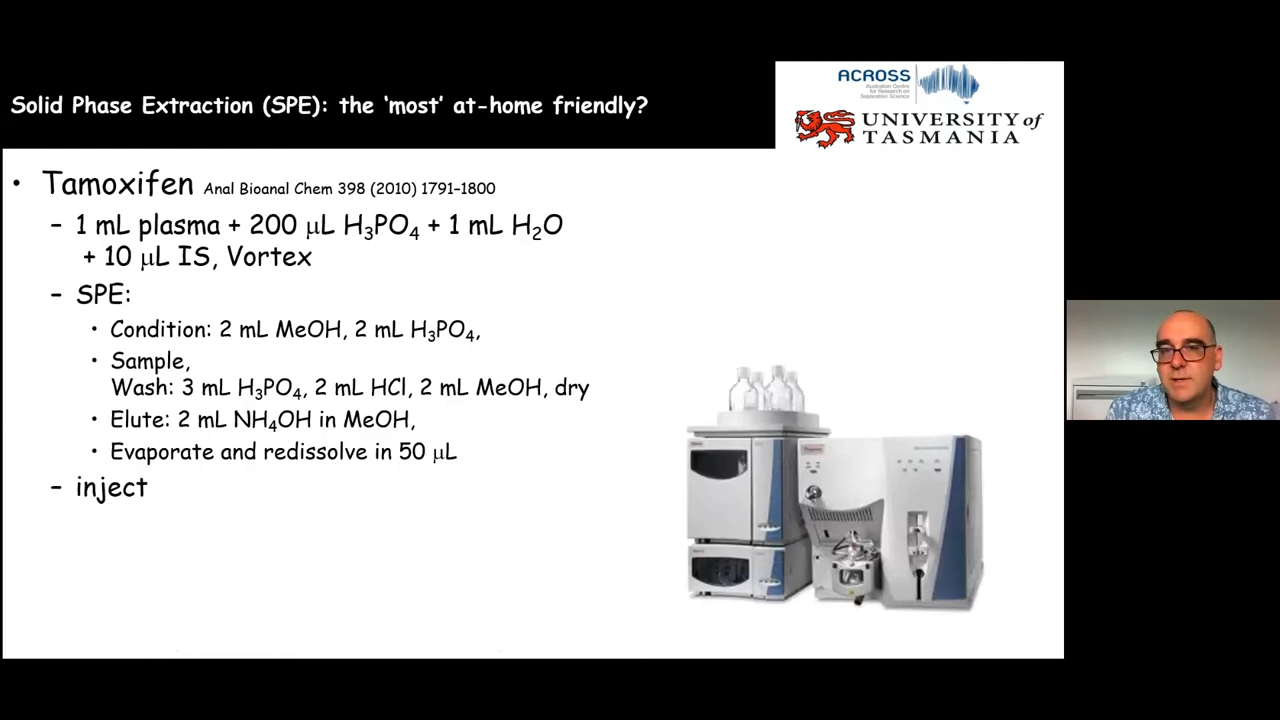 Solid Phase Extraction (SPE): the ‘most’ at-home friendly?
ACROSS
Australian Centre
for Research on
Separation Science
UNIVERSITY of
TASMANIA
• Tamoxifen Anal Bioanal Chem 398 (2010) 1791–1800
– 1 mL plasma + 200 μL H₃PO₄ + 1 mL H₂O
+ 10 μL IS, Vortex
– SPE:
• Condition: 2 mL MeOH, 2 mL H₃PO₄,
• Sample,
Wash: 3 mL H₃PO₄, 2 mL HCl, 2 mL MeOH, dry
• Elute: 2 mL NH₄OH in MeOH,
• Evaporate and redissolve in 50 μL
– inject